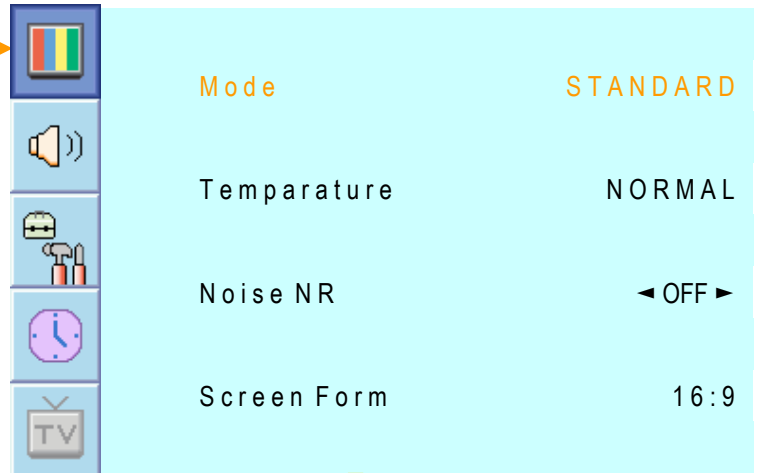 Mode STANDARD
Temparature NORMAL
Noise NR ◄ OFF ►
Screen Form 16:9
TV